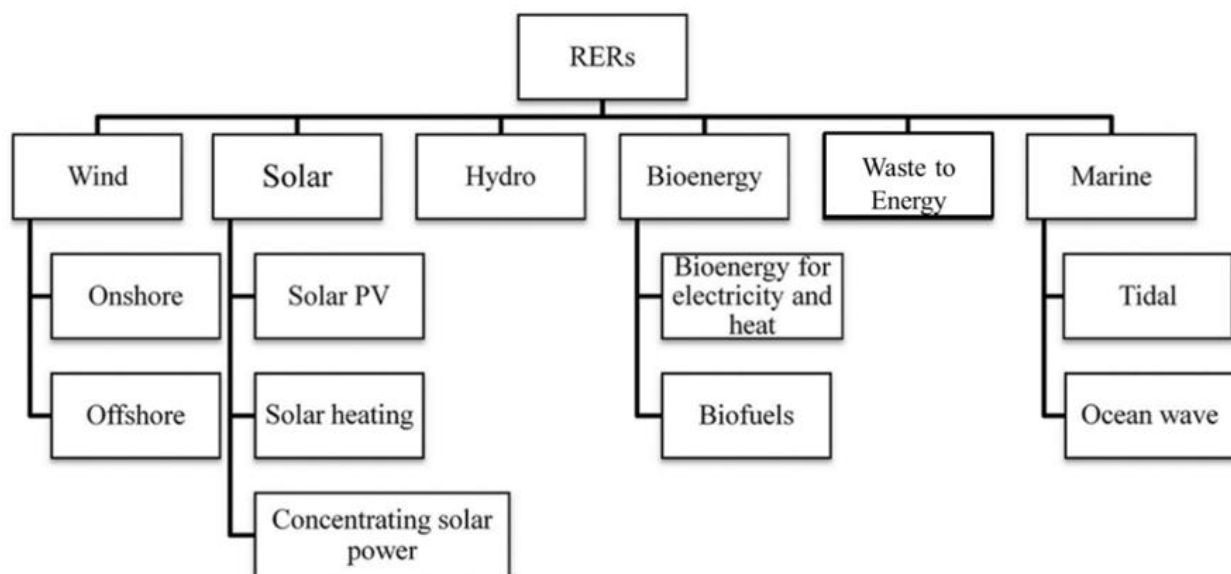 RERs
Wind
Solar
Hydro
Bioenergy
Waste to
Energy
Marine
Onshore
Solar PV
Bioenergy for
electricity and
heat
Tidal
Offshore
Solar heating
Biofuels
Ocean wave
Concentrating solar
power